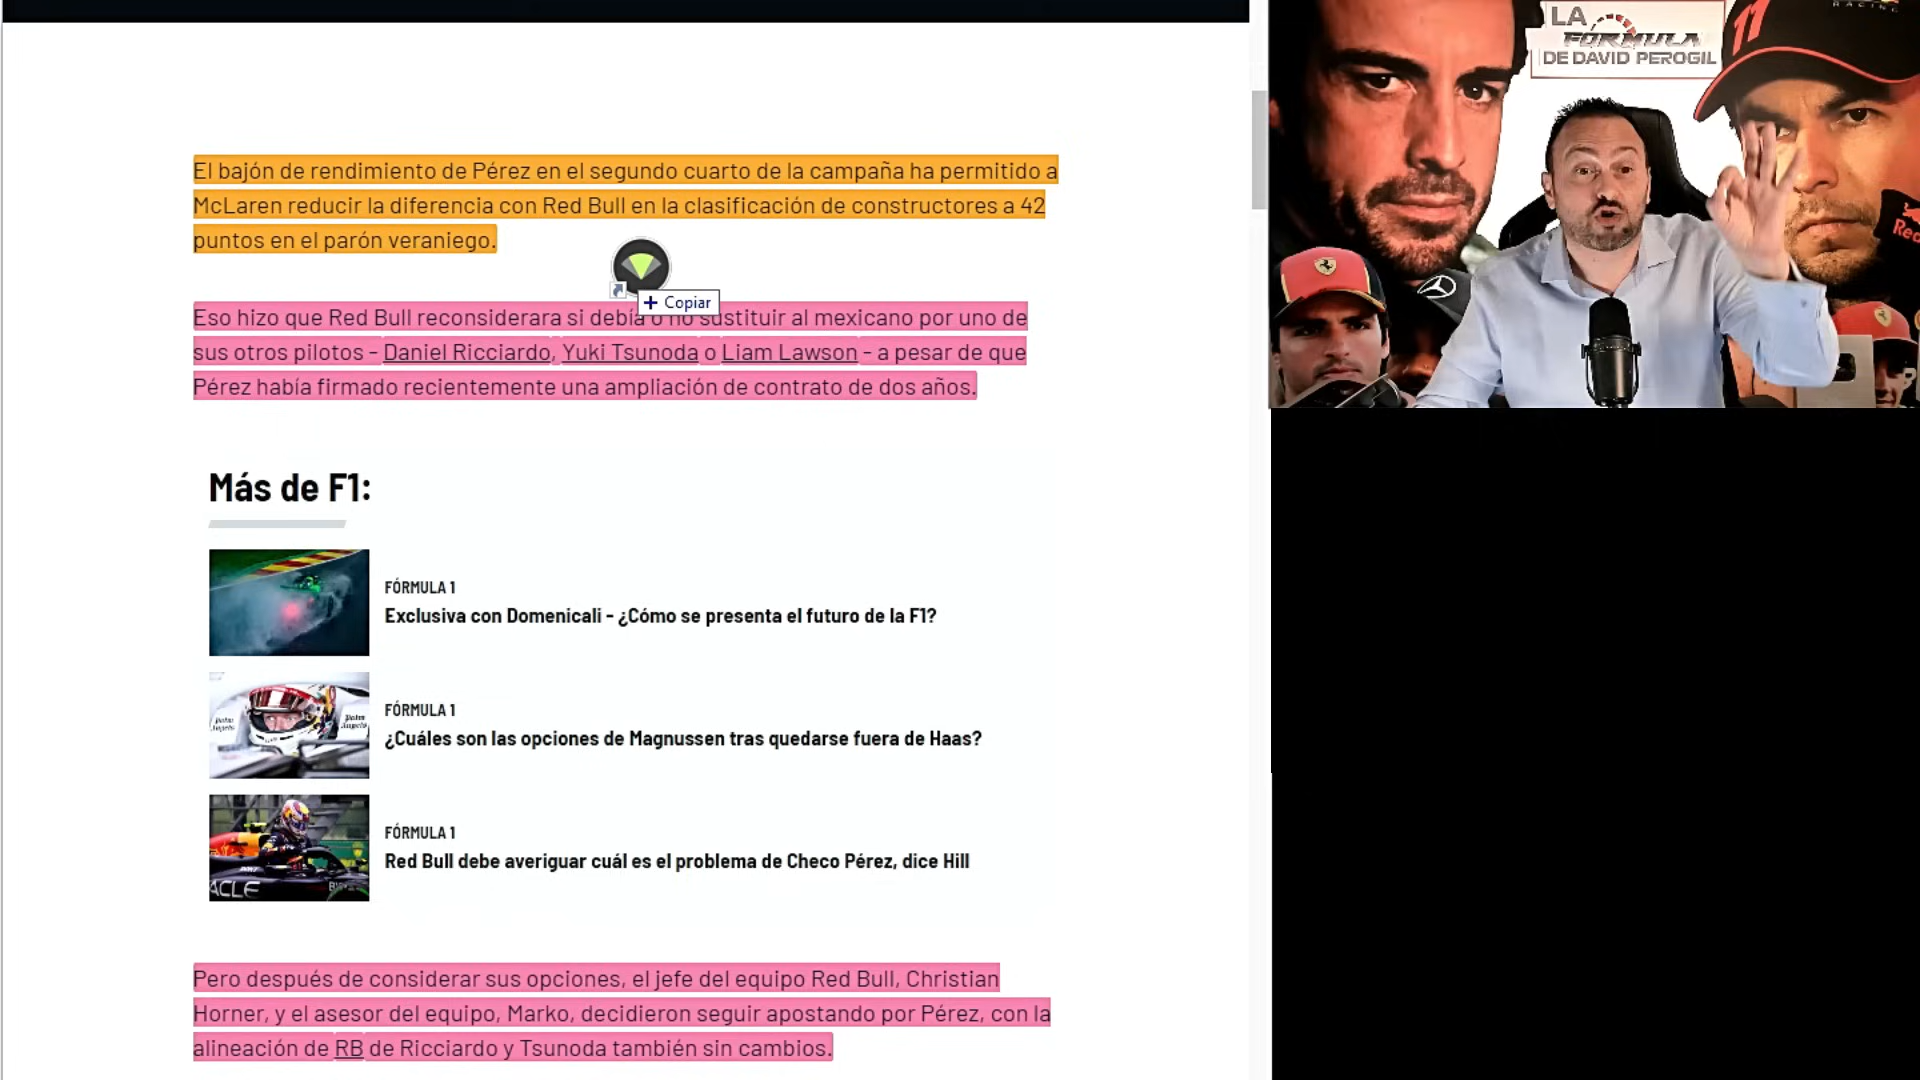 El bajón de rendimiento de Pérez en el segundo cuarto de la campaña ha permitido a
McLaren reducir la diferencia con Red Bull en la clasificación de constructores a 42
puntos en el parón veraniego.
+ Copiar
Eso hizo que Red Bull reconsiderara si debía o no sustituir al mexicano por uno de
sus otros pilotos - Daniel Ricciardo, Yuki Tsunoda o Liam Lawson - a pesar de que
Pérez había firmado recientemente una ampliación de contrato de dos años.
Más de F1:
FÓRMULA 1
Exclusiva con Domenicali - ¿Cómo se presenta el futuro de la F1?
FÓRMULA 1
¿Cuáles son las opciones de Magnussen tras quedarse fuera de Haas?
FÓRMULA 1
Red Bull debe averiguar cuál es el problema de Checo Pérez, dice Hill
Pero después de considerar sus opciones, el jefe del equipo Red Bull, Christian
Horner, y el asesor del equipo, Marko, decidieron seguir apostando por Pérez, con la
alineación de RB de Ricciardo y Tsunoda también sin cambios.
LA
FÓRMULA
DE DAVID PEROGIL
11
RACING
Red
Palm
Angels
Palm
Angels
ACLE